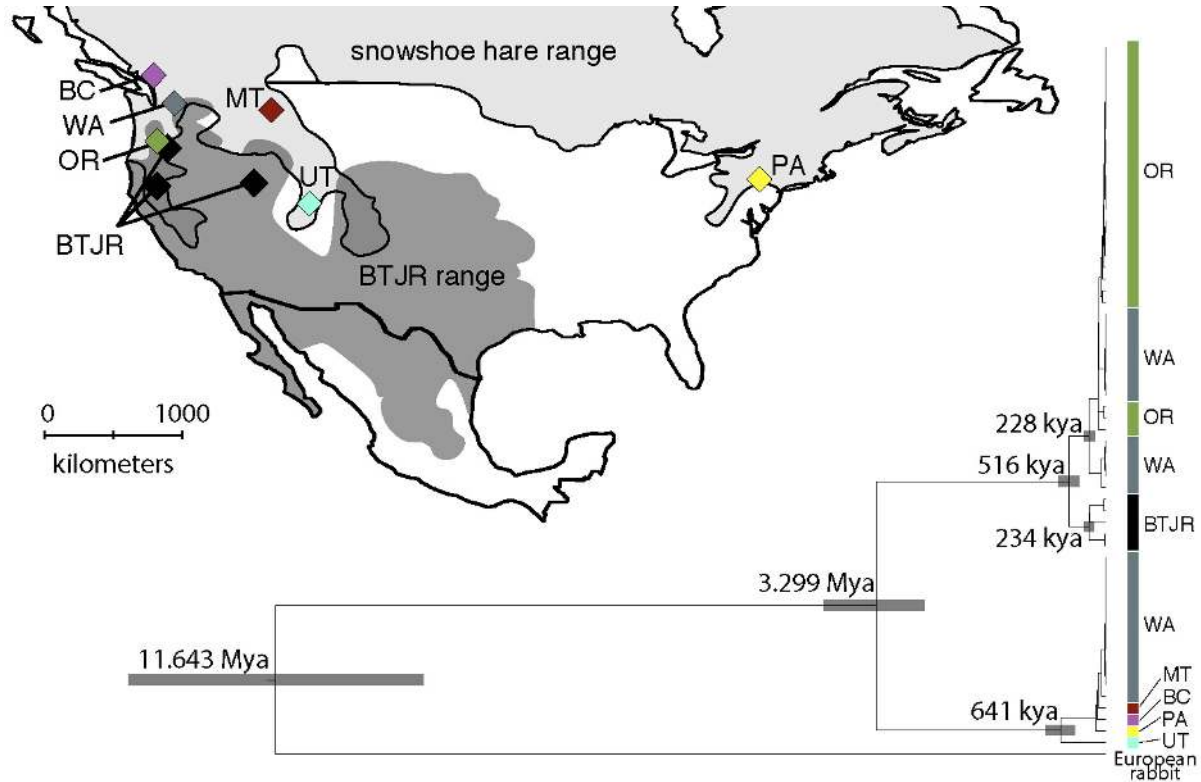 snowshoe hare range
BC
MT
WA
OR
PA
UT
BTJR
BTJR range
0 1000
kilometers
OR
WA
OR
228 kya
WA
516 kya
BTJR
234 kya
3.299 Mya
WA
11.643 Mya
MT
BC
641 kya
PA
UT
European
rabbit